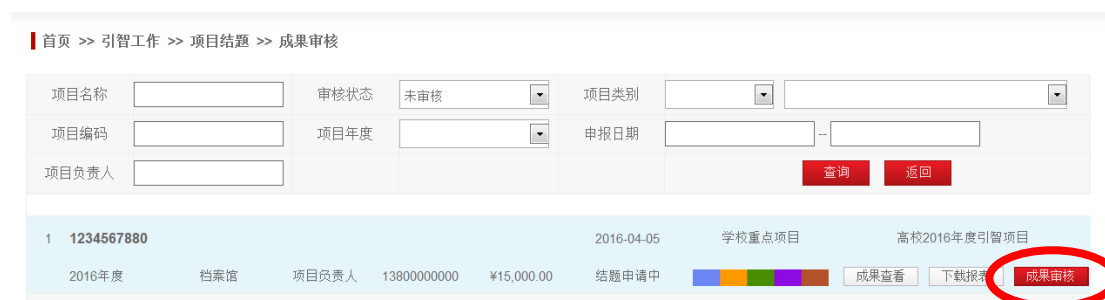 首页 >> 引智工作 >> 项目结题 >> 成果审核
项目名称 审核状态 未审核 项目类别
项目编码 项目年度 申报日期 --
项目负责人 查询 返回
1 1234567880 2016-04-05 学校重点项目 高校2016年度引智项目
2016年度 档案馆 项目负责人 13800000000 ¥15,000.00 结题申请中 成果查看 下载报表 成果审核